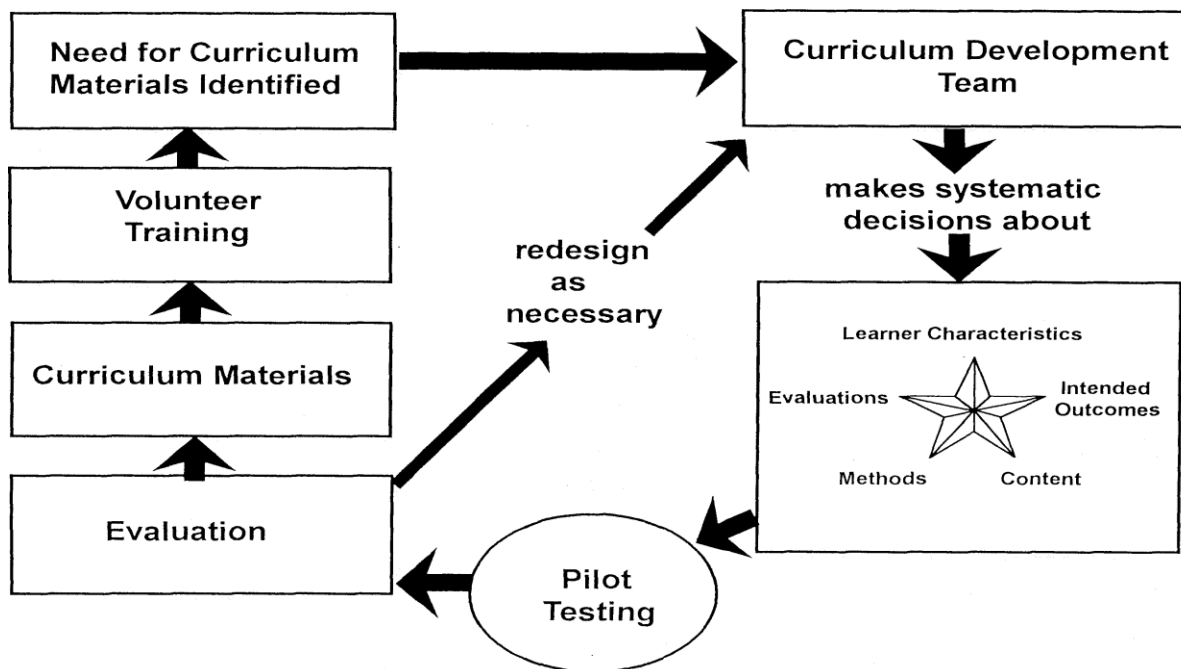 Need for Curriculum
Materials Identified
Curriculum Development
Team
makes systematic
decisions about
Learner Characteristics
Evaluations
Intended
Outcomes
Methods
Content
Pilot
Testing
Evaluation
redesign
as
necessary
Curriculum Materials
Volunteer
Training